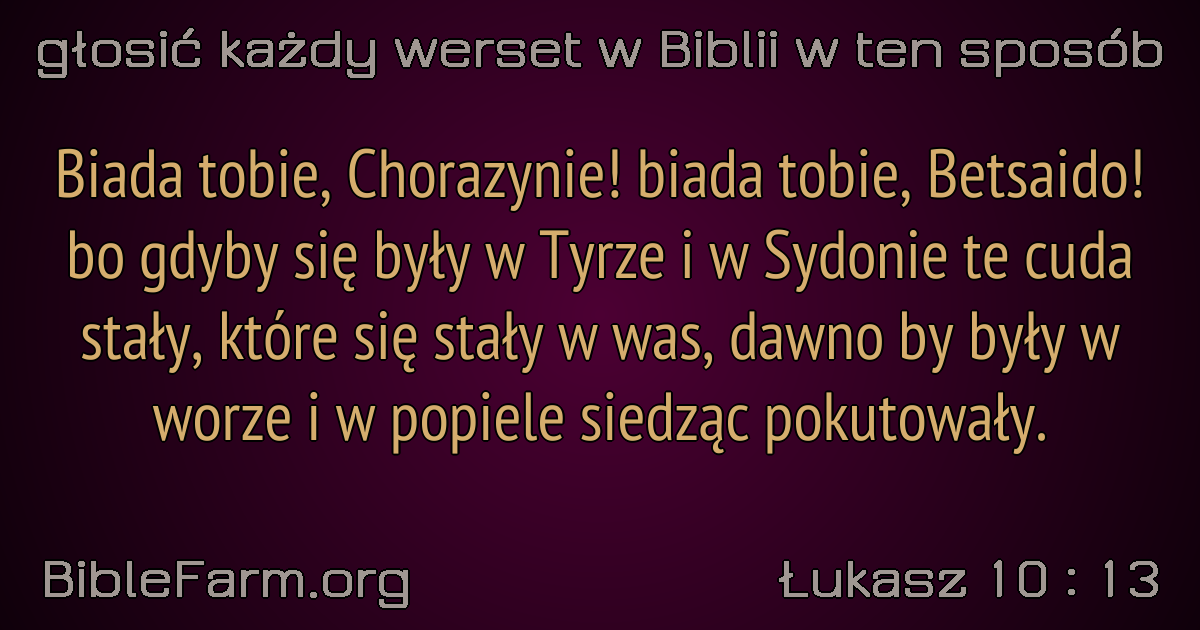 głosić każdy werset w Biblii w ten sposób
Biada tobie, Chorazynie! biada tobie, Betsaido!
bo gdyby się były w Tyrze i w Sydonie te cuda
stały, które się stały w was, dawno by były w
worze i w popiele siedząc pokutowały.
BibleFarm.org
Łukasz 10 : 13